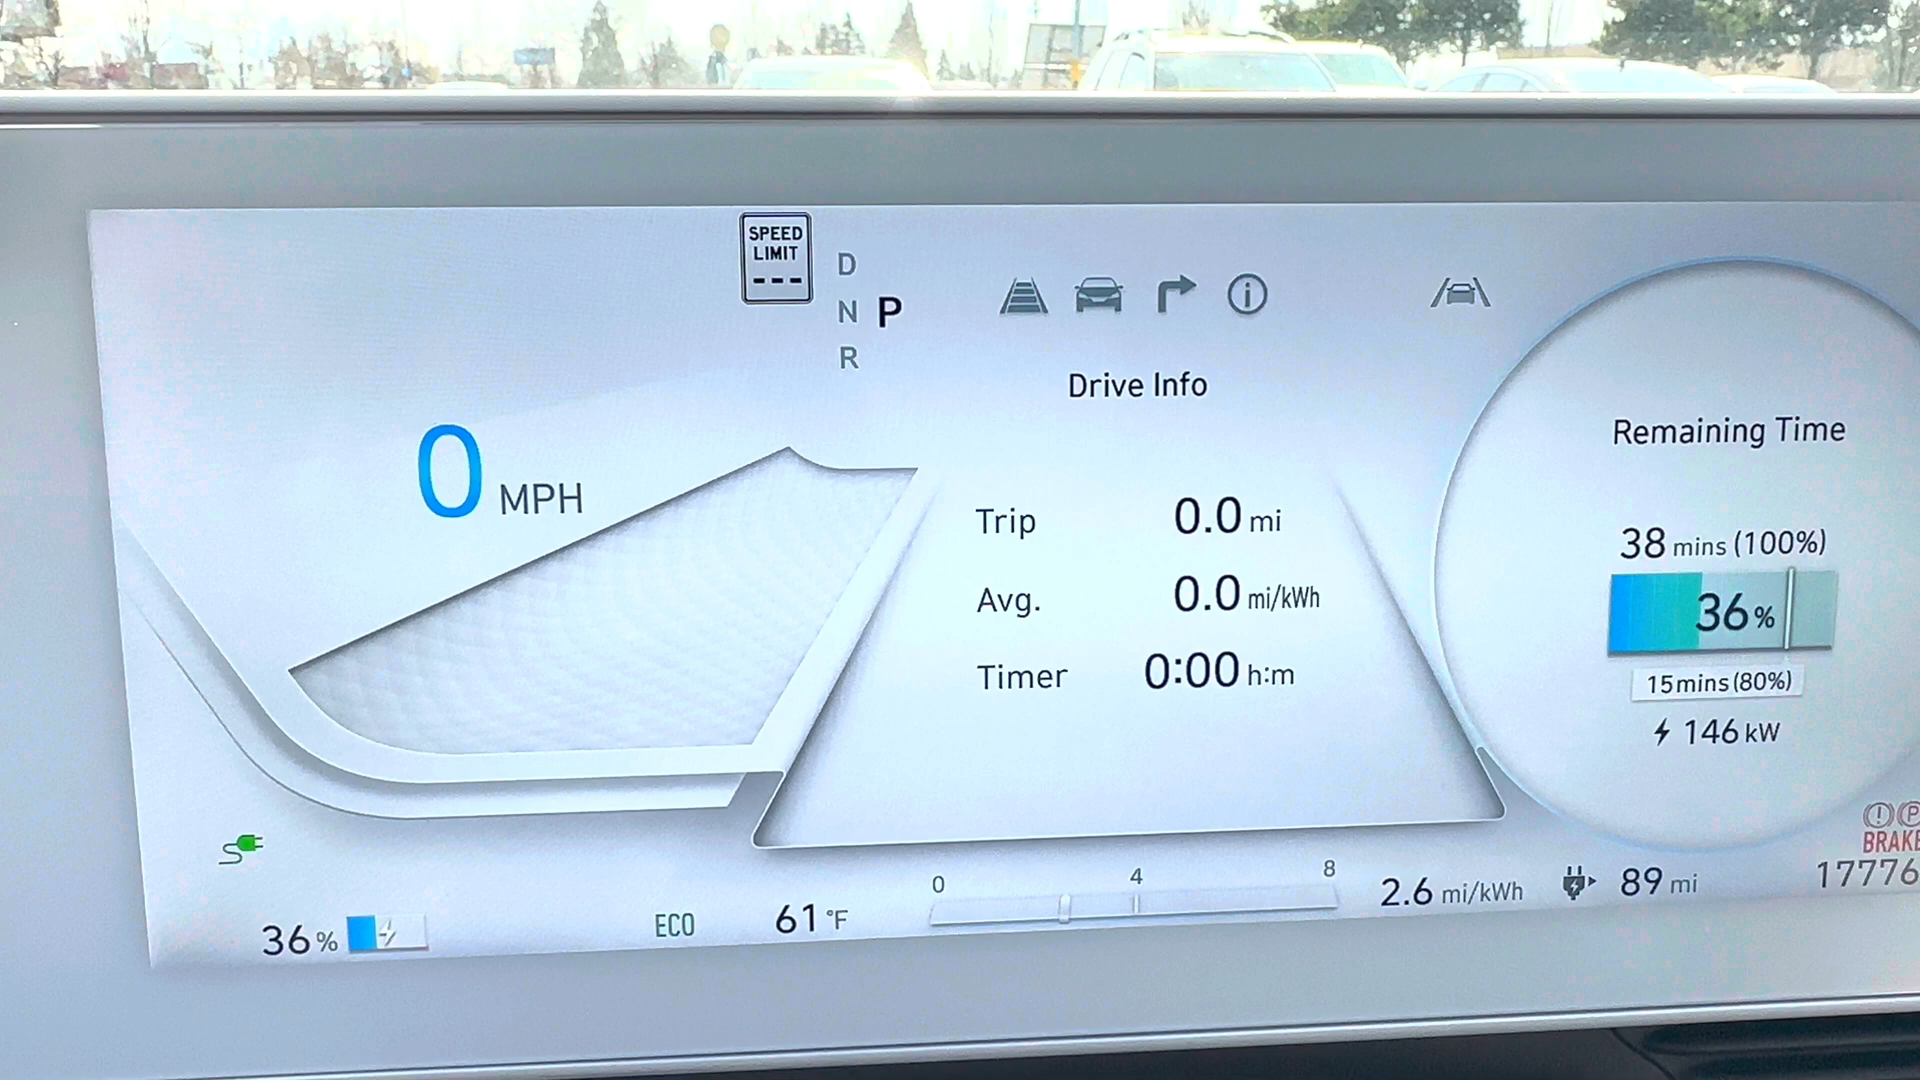 SPEED
LIMIT
---
D
N P
R
Drive Info
0 MPH
Trip 0.0 mi
Avg. 0.0 mi/kWh
Timer 0:00 h:m
Remaining Time
38 mins (100%)
36%
15 mins (80%)
146 kW
BRAKE
17776
0 4 8
36%
ECO
61 °F
2.6 mi/kWh
89 mi